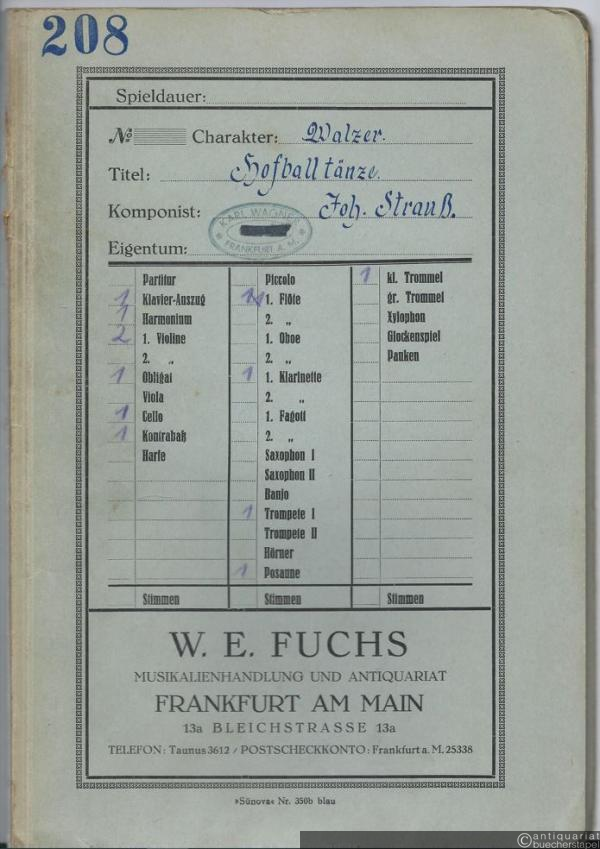 208
Spieldauer:
№ Charakter: Walzer.
Titel: Hofballtänze.
Komponist: Joh. Strauß.
KARL WAGNER
FRANKFURT A. M.
Eigentum:
Partitur
1 Klavier-Auszug
1 Harmonium
2 1. Violine
2. „
1 Obligat
Viola
1 Cello
1 Kontrabaß
Harfe
Stimmen
Piccolo
1 1. Flöte
2. „
1. Oboe
2. „
1 1. Klarinette
2. „
1. Fagott
2. „
Saxophon I
Saxophon II
Banjo
1 Trompete I
Trompete II
Hörner
1 Posaune
Stimmen
1 kl. Trommel
gr. Trommel
Xylophon
Glockenspiel
Pauken
Stimmen
W. E. FUCHS
MUSIKALIENHANDLUNG UND ANTIQUARIAT
FRANKFURT AM MAIN
13a BLEICHSTRASSE 13a
TELEFON: Taunus 3612 / POSTSCHECKKONTO: Frankfurt a. M. 25338
»Sünova« Nr. 350b blau
antiquariat
buecherstapel